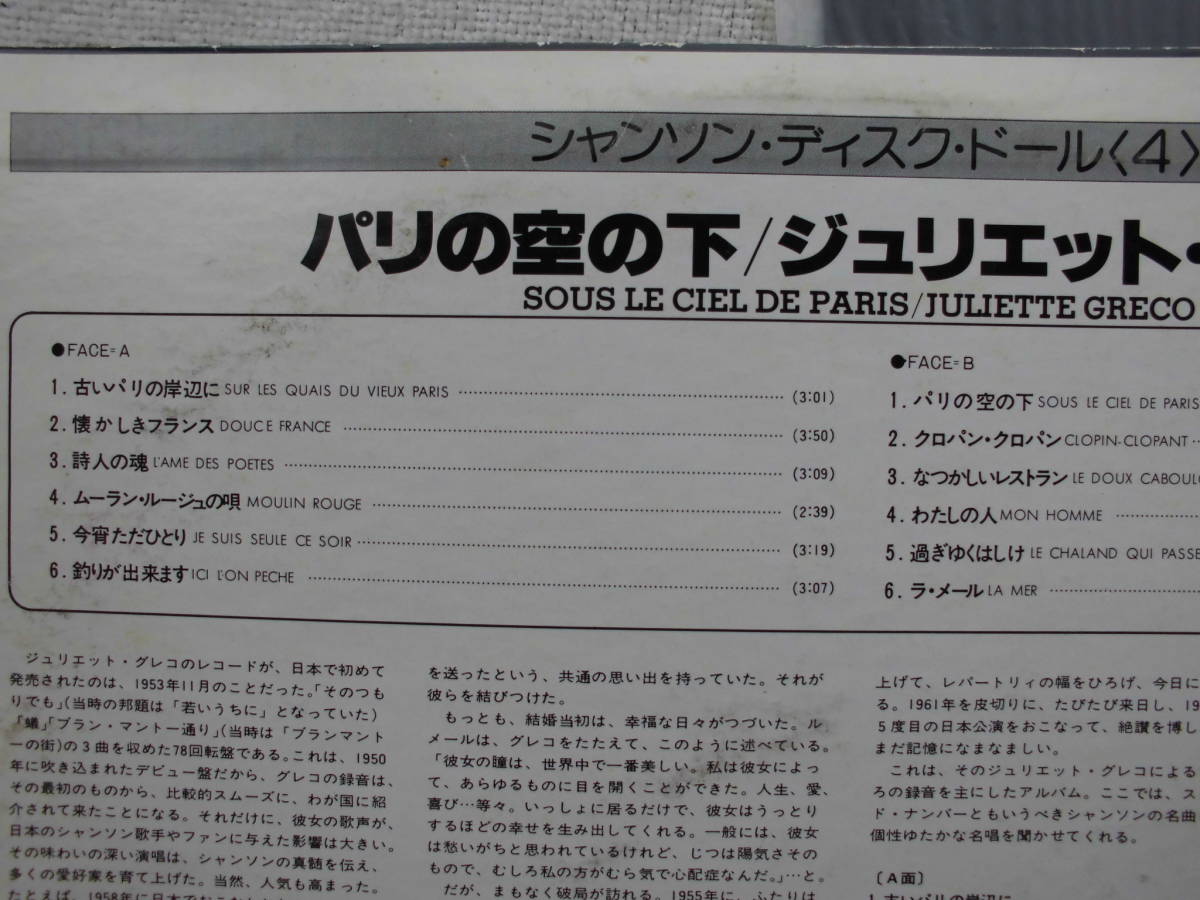 シャンソン・ディスク・ドール〈4〉
パリの空の下/ジュリエット・
SOUS LE CIEL DE PARIS/JULIETTE GRECO
●FACE=A
1. 古いパリの岸辺に SUR LES QUAIS DU VIEUX PARIS (3:01)
2. 懐かしきフランス DOUCE FRANCE (3:50)
3. 詩人の魂 L'AME DES POETES (3:09)
4. ムーラン・ルージュの唄 MOULIN ROUGE (2:39)
5. 今宵ただひとり JE SUIS SEULE CE SOIR (3:19)
6. 釣りが出来ます ICI L'ON PECHE (3:07)
●FACE=B
1. パリの空の下 SOUS LE CIEL DE PARIS
2. クロパン・クロパン CLOPIN-CLOPANT
3. なつかしいレストラン LE DOUX CABOUL
4. わたしの人 MON HOMME
5. 過ぎゆくはしけ LE CHALAND QUI PASSE
6. ラ・メール LA MER
ジュリエット・グレコのレコードが、日本で初めて
発売されたのは、1953年11月のことだった。「そのつも
りでも」(当時の邦題は「若いうちに」となっていた)
「蟻」「ブラン・マントー通り」(当時は「ブランマント
ーの街)の3曲を収めた78回転盤である。これは、1950
年に吹き込まれたデビュー盤だから、グレコの録音は、
その最初のものから、比較的スムーズに、わが国に紹
介されて来たことになる。それだけに、彼女の歌声が、
日本のシャンソン歌手やファンに与えた影響は大きい。
その味わいの深い演唱は、シャンソンの真髄を伝え、
多くの愛好家を育て上げた。当然、人気も高まった。
たとえば、1958年に日本でおこなわれ
を送ったという、共通の思い出を持っていた。それが
彼らを結びつけた。
もっとも、結婚当初は、幸福な日々がつづいた。ル
メールは、グレコをたたえて、このように述べている。
「彼女の瞳は、世界中で一番美しい。私は彼女によっ
て、あらゆるものに目を開くことができた。人生、愛、
喜び…等々。いっしょに居るだけで、彼女はうっとり
するほどの幸せを生み出してくれる。一般には、彼女
は愁いがちと思われているけれど、じつは陽気さその
もので、むしろ私の方がむら気で心配症なんだ。」…と。
だが、まもなく破局が訪れる。1955年に、ふたりは
上げて、レパートリィの幅をひろげ、今日に
る。1961年を皮切りに、たびたび来日し、19
5度目の日本公演をおこなって、絶讃を博し
まだ記憶になまなましい。
これは、そのジュリエット・グレコによる
ろの録音を主にしたアルバム。ここでは、ス
ド・ナンバーともいうべきシャンソンの名曲
個性ゆたかな名唱を聞かせてくれる。
〔A面〕
1.古いパリの岸辺に